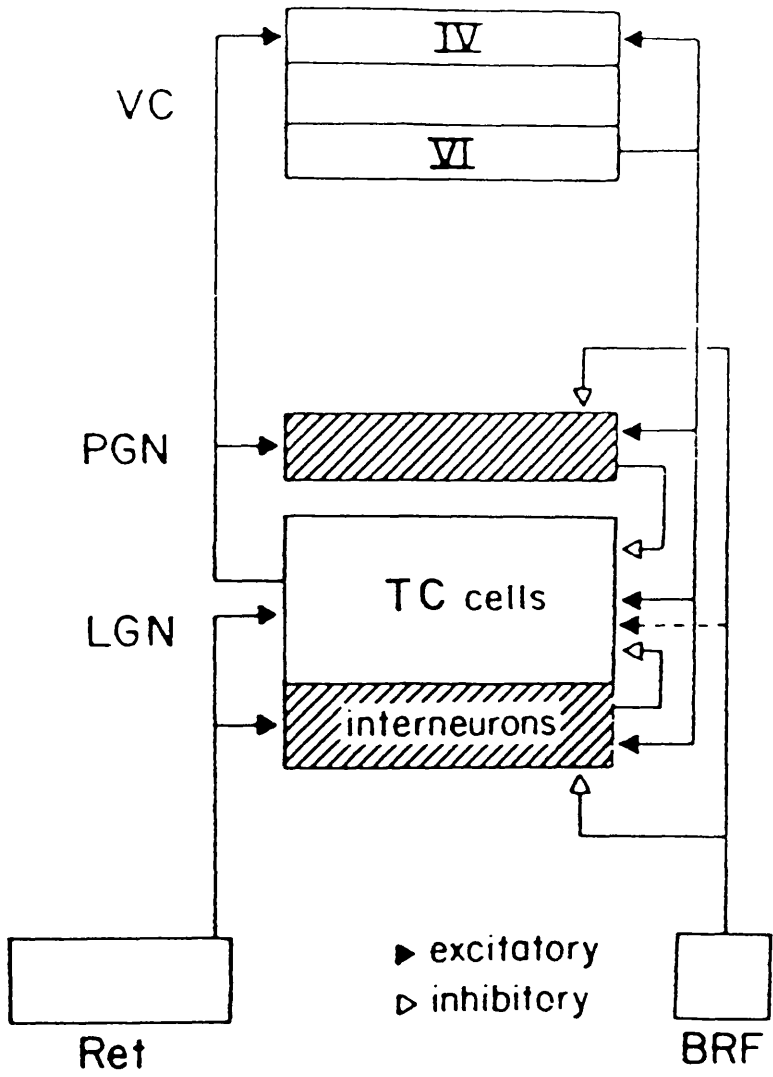 IV
VC
VI
PGN
TC cells
LGN
interneurons
excitatory
inhibitory
Ret
BRF